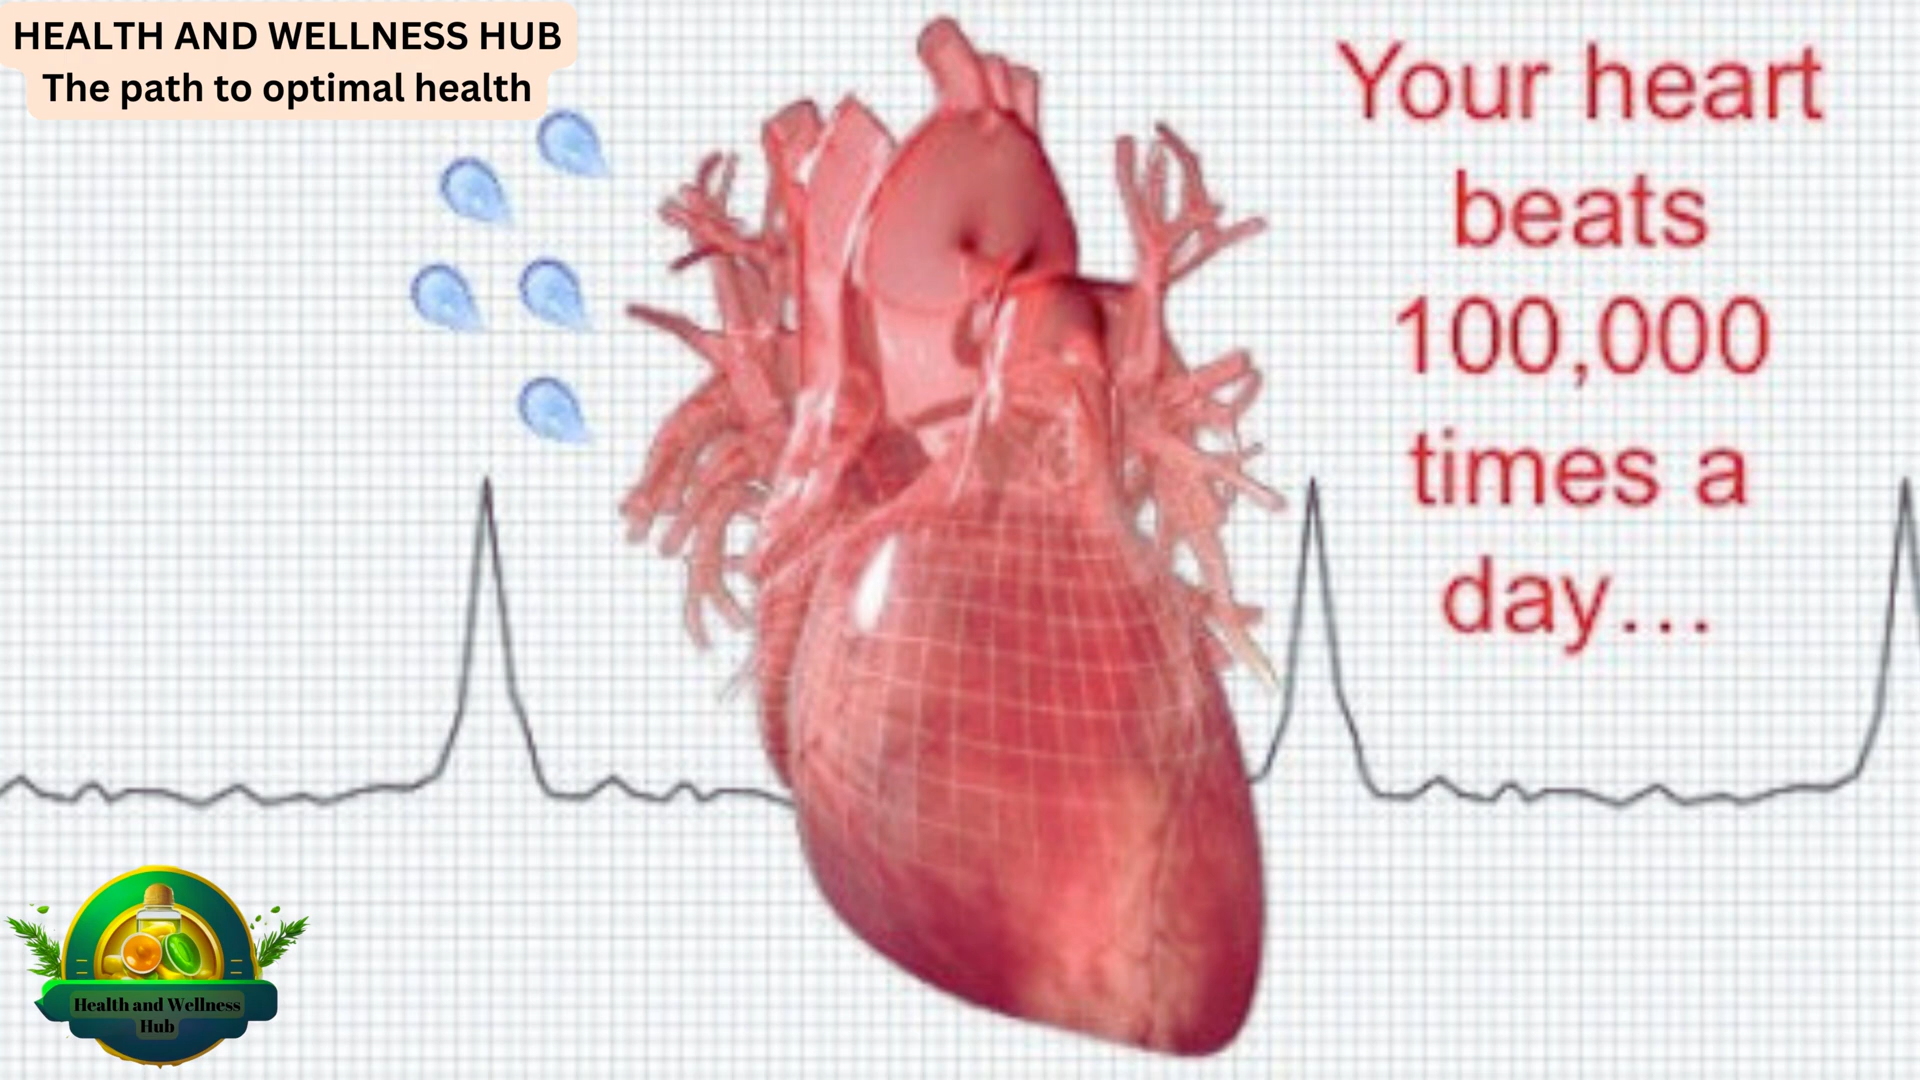 HEALTH AND WELLNESS HUB
The path to optimal health
Your heart
beats
100,000
times a
day...
Health and Wellness
Hub